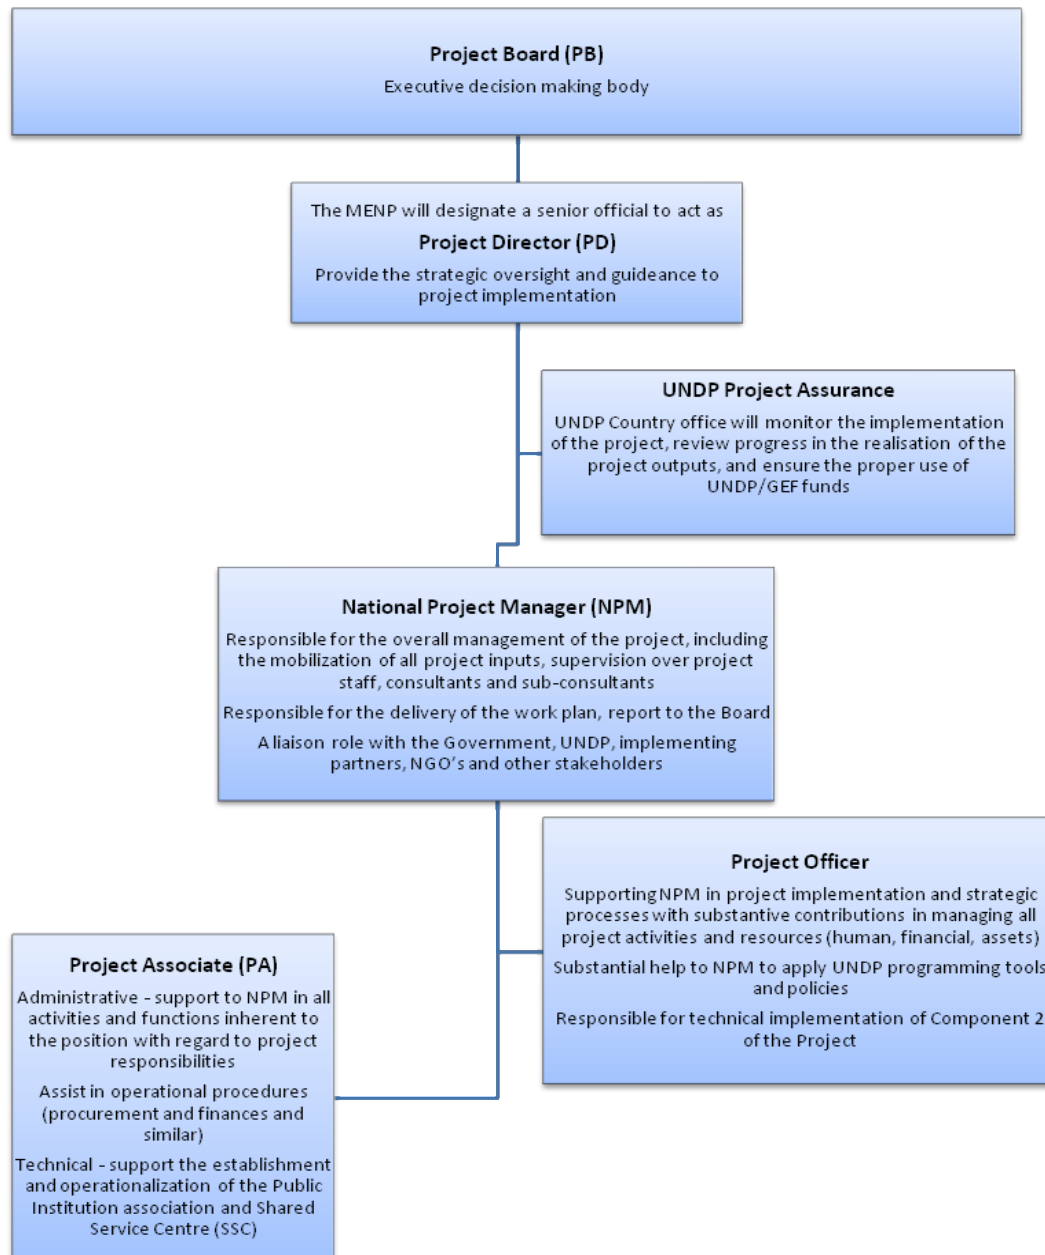 Project Board (PB)
Executive decision making body
The MENP will designate a senior official to act as
Project Director (PD)
Provide the strategic oversight and guideance to
project implementation
UNDP Project Assurance
UNDP Country office will monitor the implementation
of the project, review progress in the realisation of the
project outputs, and ensure the proper use of
UNDP/GEF funds
National Project Manager (NPM)
Responsible for the overall management of the project, including
the mobilization of all project inputs, supervision over project
staff, consultants and sub-consultants
Responsible for the delivery of the work plan, report to the Board
A liaison role with the Government, UNDP, implementing
partners, NGO's and other stakeholders
Project Officer
Supporting NPM in project implementation and strategic
processes with substantive contributions in managing all
project activities and resources (human, financial, assets)
Substantial help to NPM to apply UNDP programming tools
and policies
Responsible for technical implementation of Component 2
of the Project
Project Associate (PA)
Administrative - support to NPM in all
activities and functions inherent to
the position with regard to project
responsibilities
Assist in operational procedures
(procurement and finances and
similar)
Technical - support the establishment
and operationalization of the Public
Institution association and Shared
Service Centre (SSC)